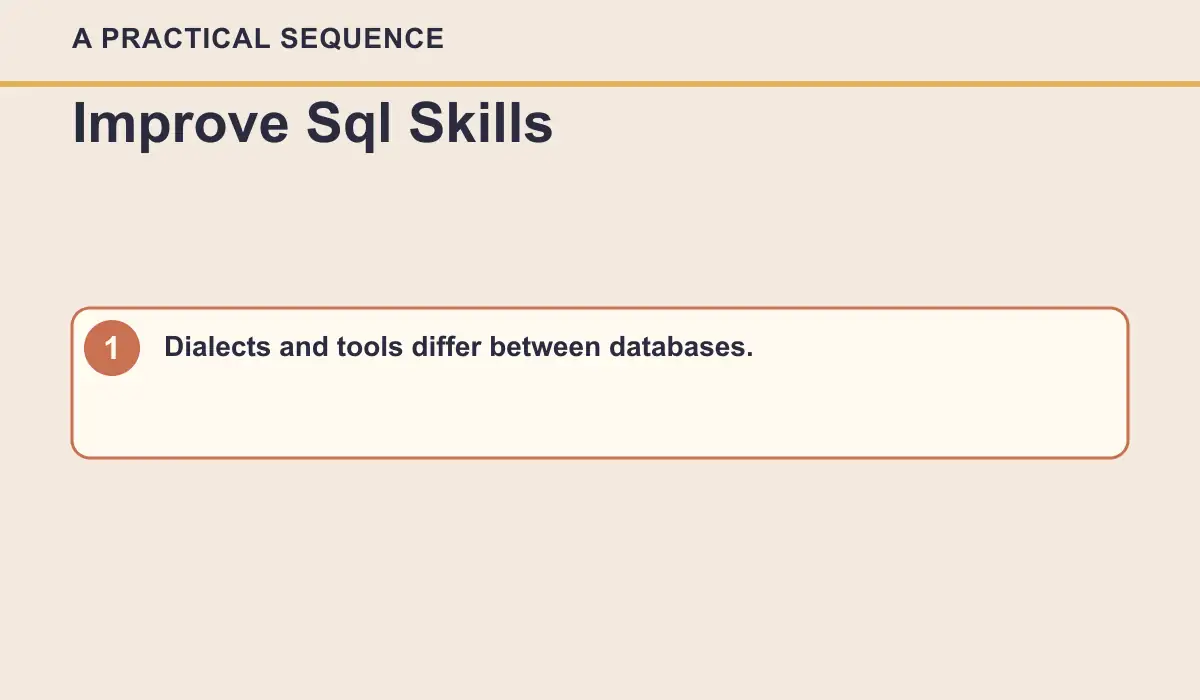 A PRACTICAL SEQUENCE
Improve Sql Skills
1 Dialects and tools differ between databases.